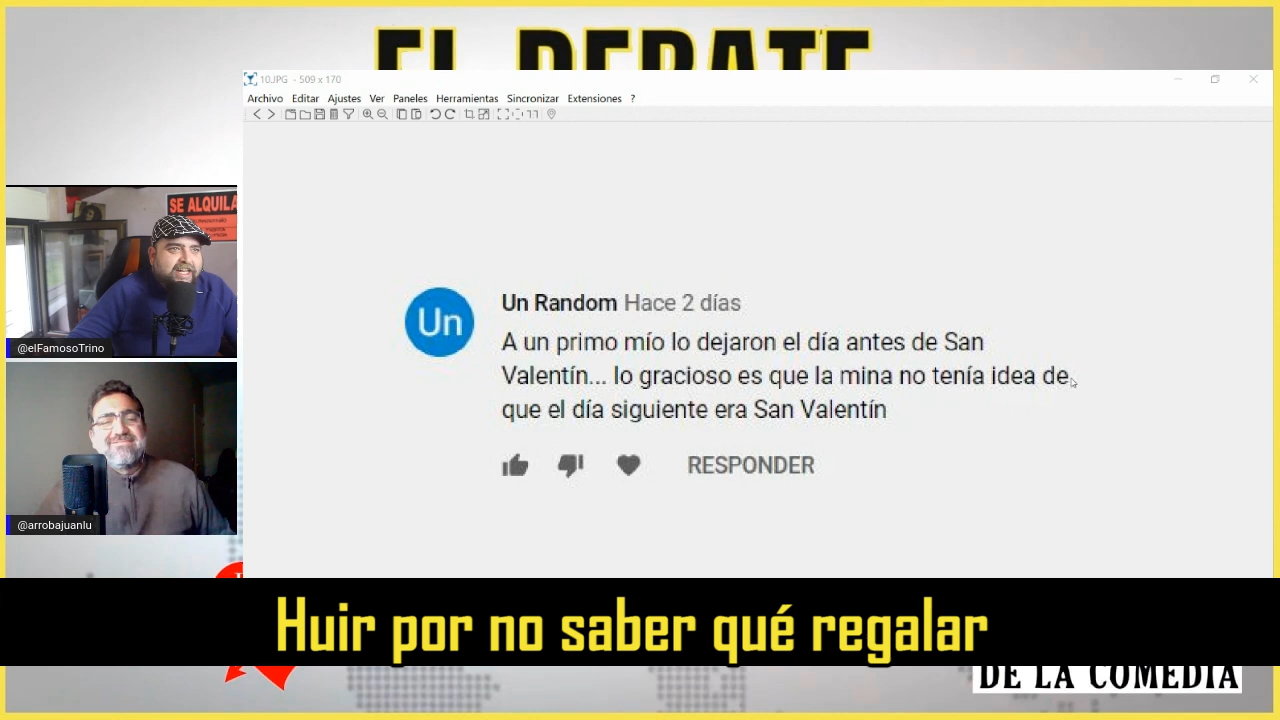 EL DEBATE
10.JPG - 509 x 170
Archivo Editar Ajustes Ver Paneles Herramientas Sincronizar Extensiones ?
SE ALQUILA
@elFamosoTrino
Un
Un Random Hace 2 días
A un primo mío lo dejaron el día antes de San
Valentín... lo gracioso es que la mina no tenía idea de
que el día siguiente era San Valentín
RESPONDER
@arrobajuanlu
Huir por no saber qué regalar
DE LA COMEDIA